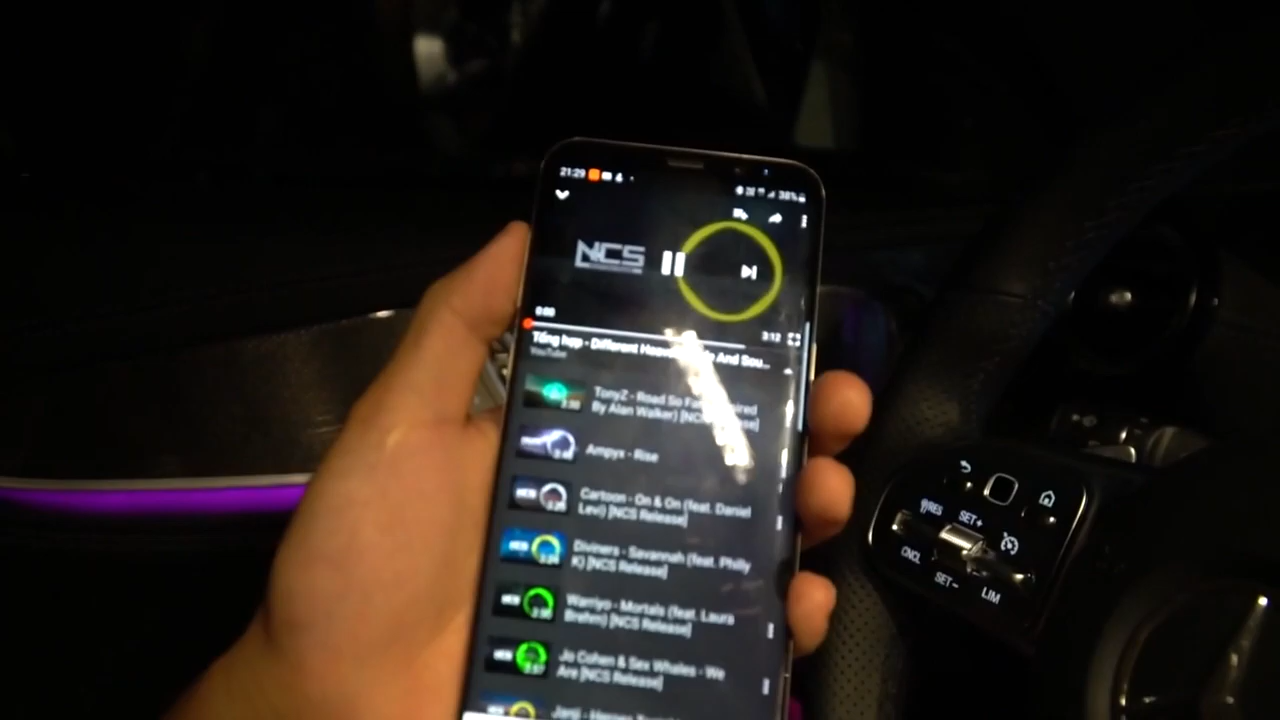 21:29
38%
NCS
0:00
3:12
Tổng hợp - Different Heaven And Sou...
YouTube
TonyZ - Road So Far
By Alan Walker) [NCS Release]
Ampyx - Rise
Cartoon - On & On (feat. Daniel
Levi) [NCS Release]
Diviners - Savannah (feat. Philly
K) [NCS Release]
Warriyo - Mortals (feat. Laura
Brehm) [NCS Release]
Jo Cohen & Sex Whales - We
Are [NCS Release]
RES
SET+
CNCL
SET-
LIM